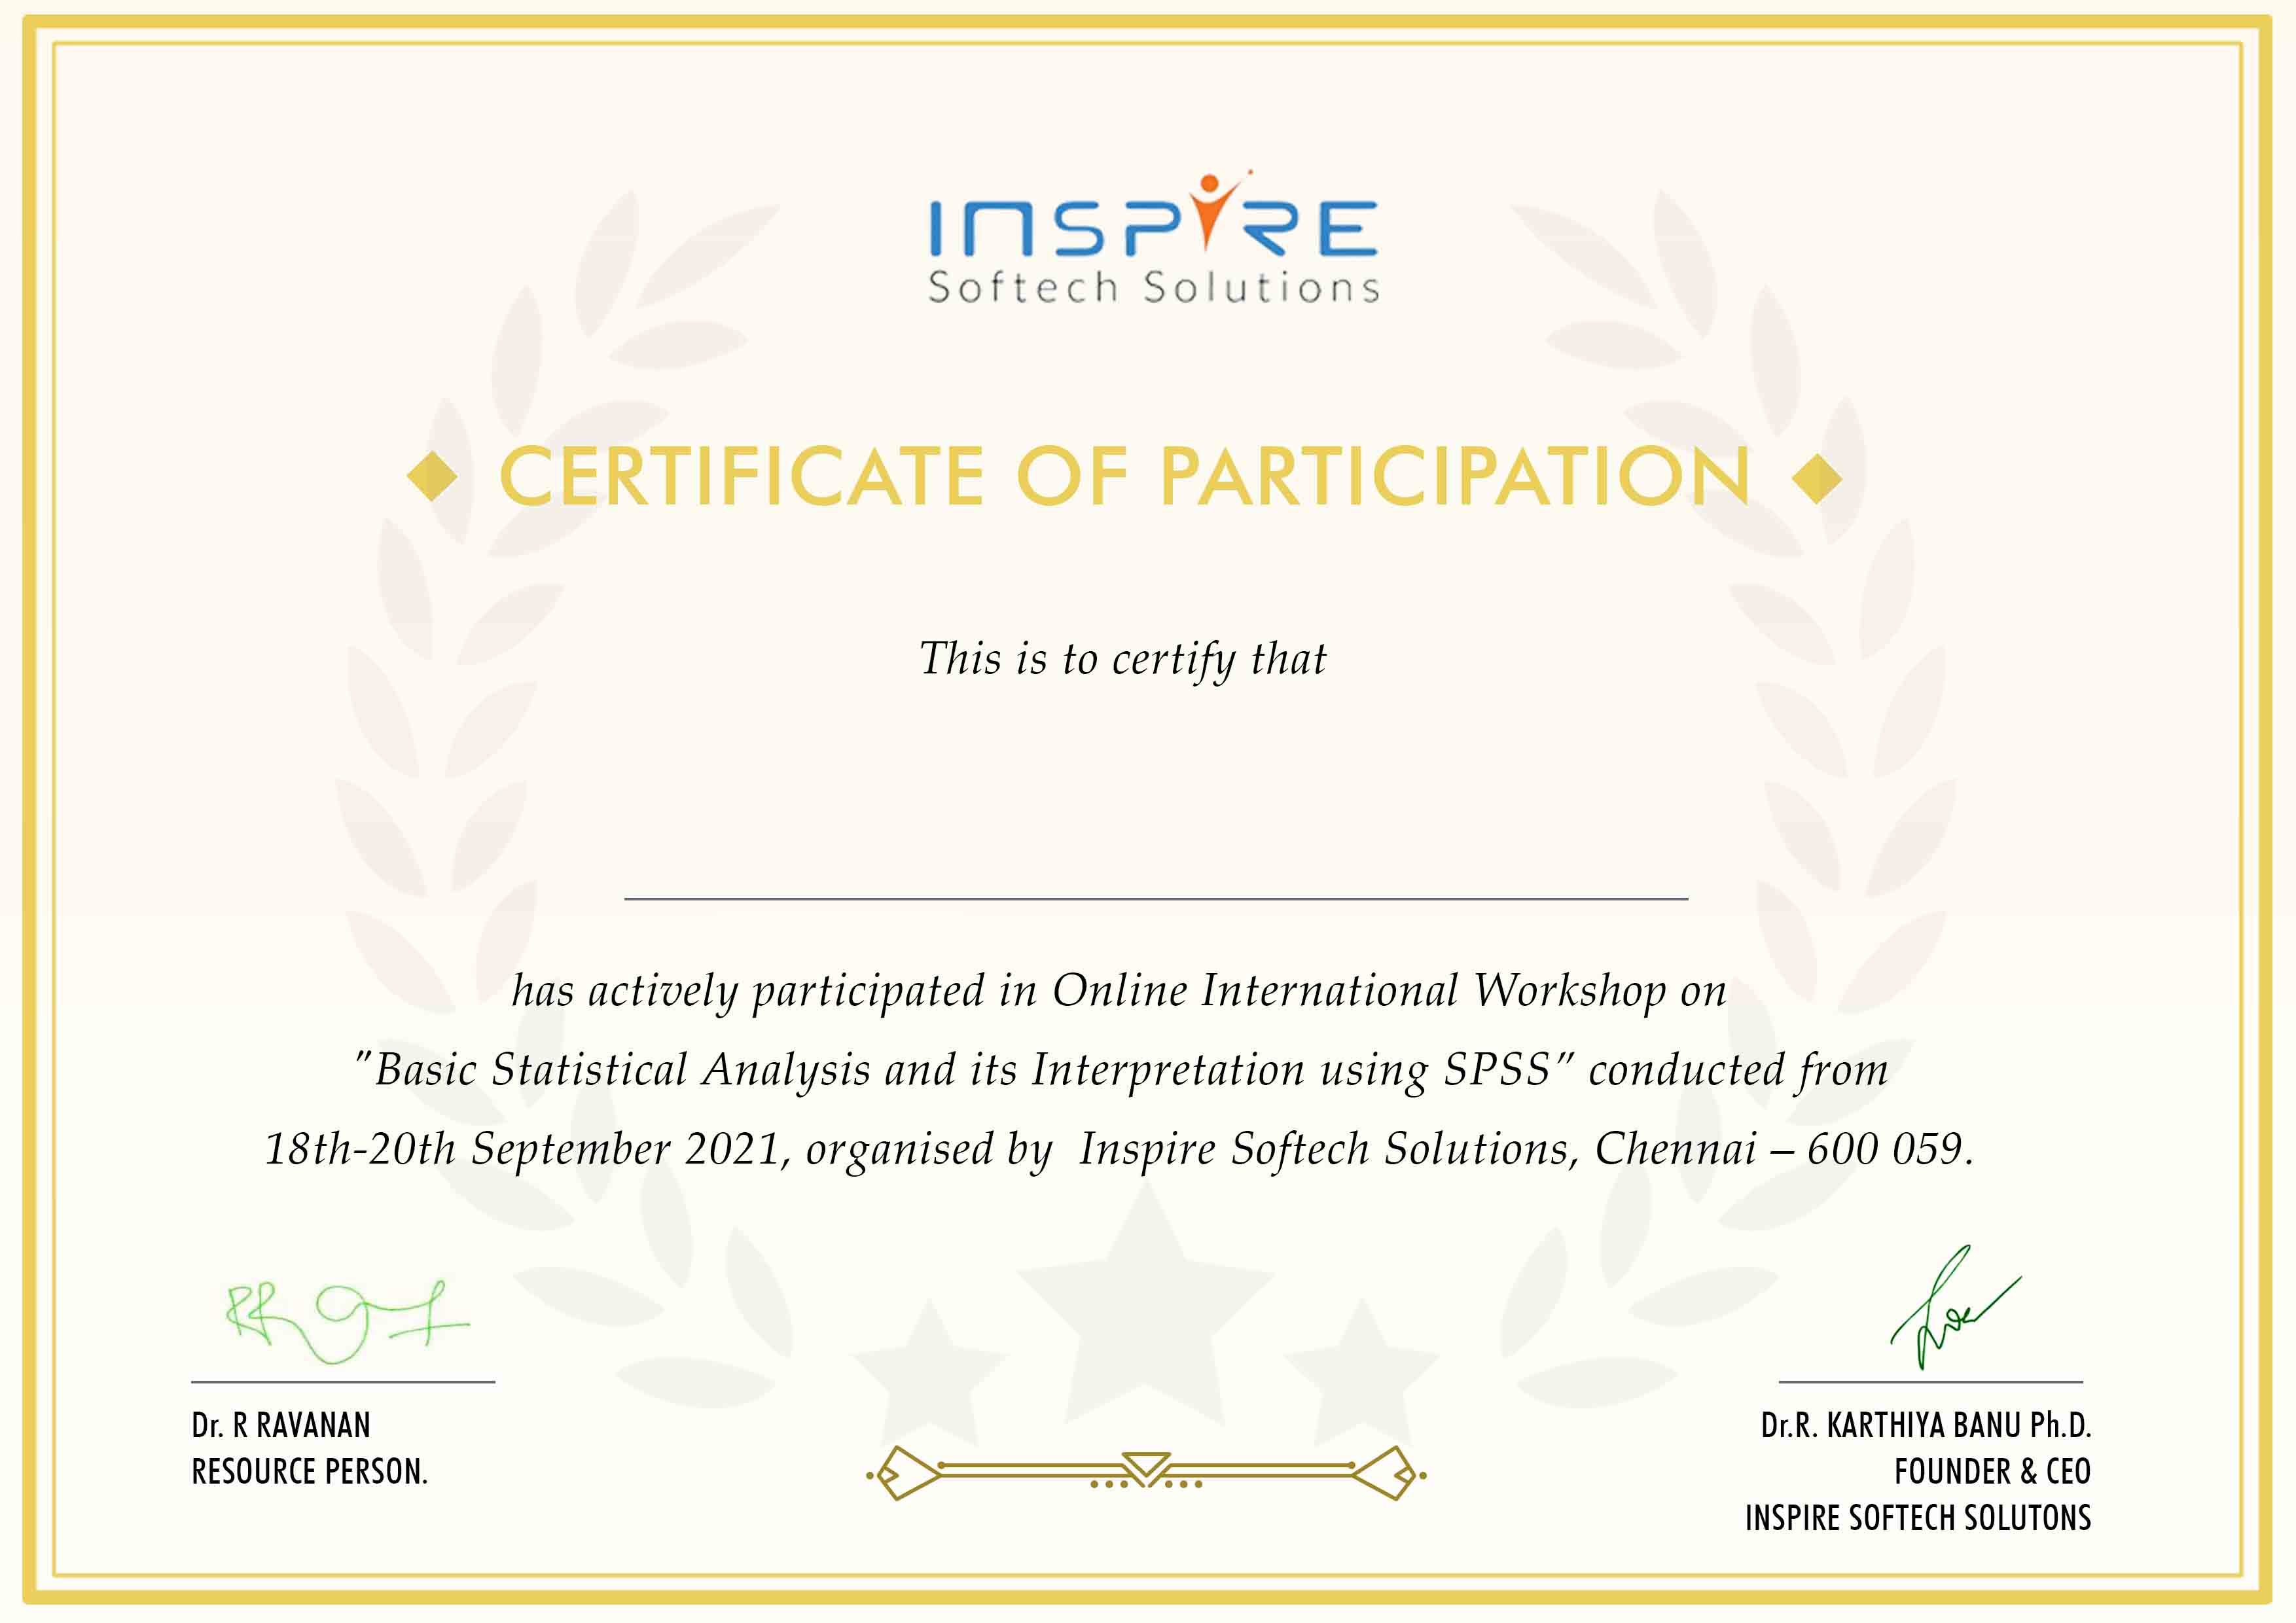 INSPIRE
Softech Solutions
CERTIFICATE OF PARTICIPATION
This is to certify that
has actively participated in Online International Workshop on
"Basic Statistical Analysis and its Interpretation using SPSS" conducted from
18th-20th September 2021, organised by Inspire Softech Solutions, Chennai – 600 059.
Dr. R RAVANAN
RESOURCE PERSON.
Dr.R. KARTHIYA BANU Ph.D.
FOUNDER & CEO
INSPIRE SOFTECH SOLUTONS